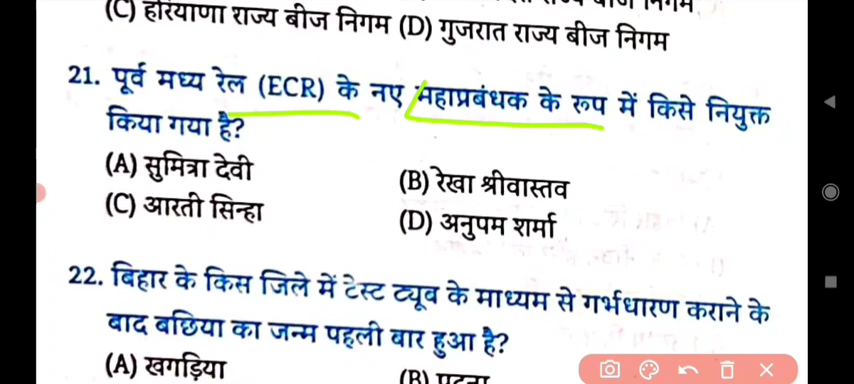 (C) हरियाणा राज्य बीज निगम (D) गुजरात राज्य बीज निगम
21. पूर्व मध्य रेल (ECR) के नए महाप्रबंधक के रूप में किसे नियुक्त
किया गया है?
(A) सुमित्रा देवी (B) रेखा श्रीवास्तव
(C) आरती सिन्हा (D) अनुपम शर्मा
22. बिहार के किस जिले में टेस्ट ट्यूब के माध्यम से गर्भधारण कराने के
बाद बछिया का जन्म पहली बार हुआ है?
(A) खगड़िया (B) पटना